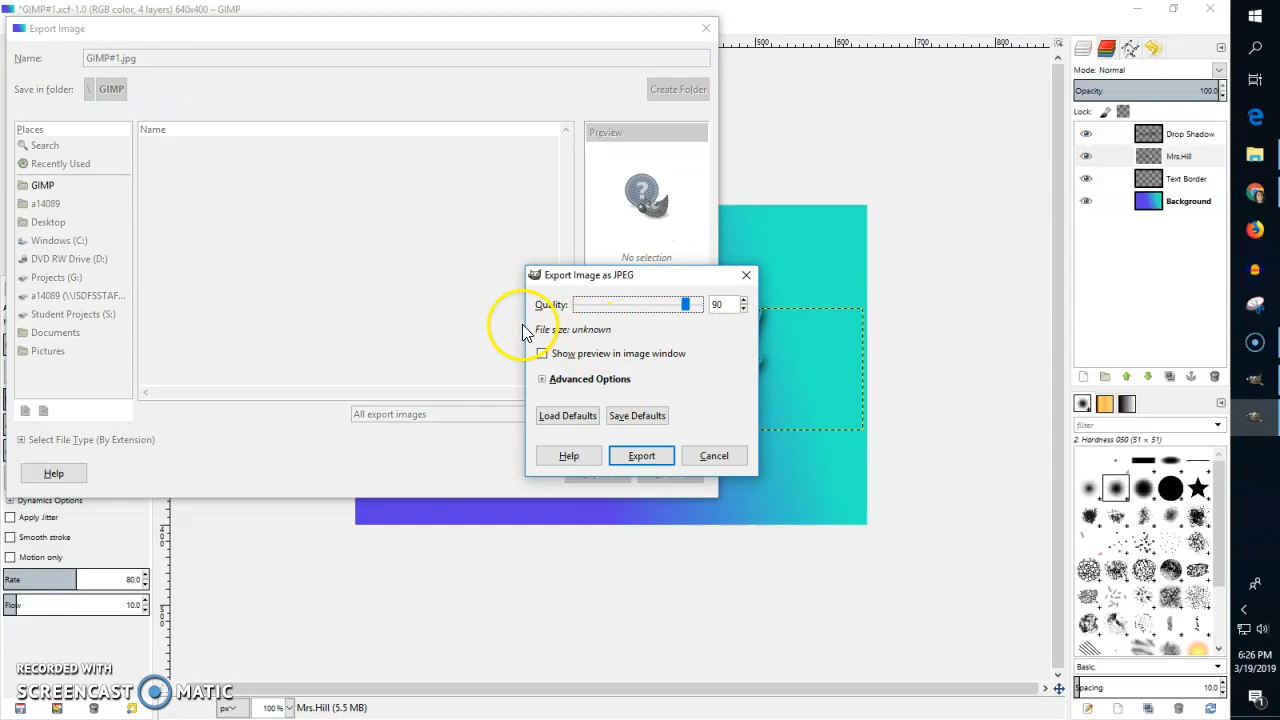 *GIMP#1.xcf-1.0 (RGB color, 4 layers) 640x400 – GIMP
Export Image
Name: GIMP#1.jpg
Save in folder: \ GIMP Create Folder
Places
Search
Recently Used
GIMP
a14089
Desktop
Windows (C:)
DVD RW Drive (D:)
Projects (G:)
a14089 (\\ISDFSSTAF...
Student Projects (S:)
Documents
Pictures
Name
Preview
No selection
All export images
Select File Type (By Extension)
Help
Export Image as JPEG
Quality: 90
File size: unknown
Show preview in image window
Advanced Options
Load Defaults Save Defaults
Help Export Cancel
500 600 700 800
Mode: Normal
Opacity 100.0
Lock:
Drop Shadow
Mrs.Hill
Text Border
Background
filter
2. Hardness 050 (51 × 51)
Basic,
Spacing 10.0
Dynamics Options
Apply Jitter
Smooth stroke
Motion only
Rate 80.0
Flow 10.0
RECORDED WITH
SCREENCAST MATIC
px 100 % Mrs.Hill (5.5 MB)
6:26 PM
3/19/2019
1